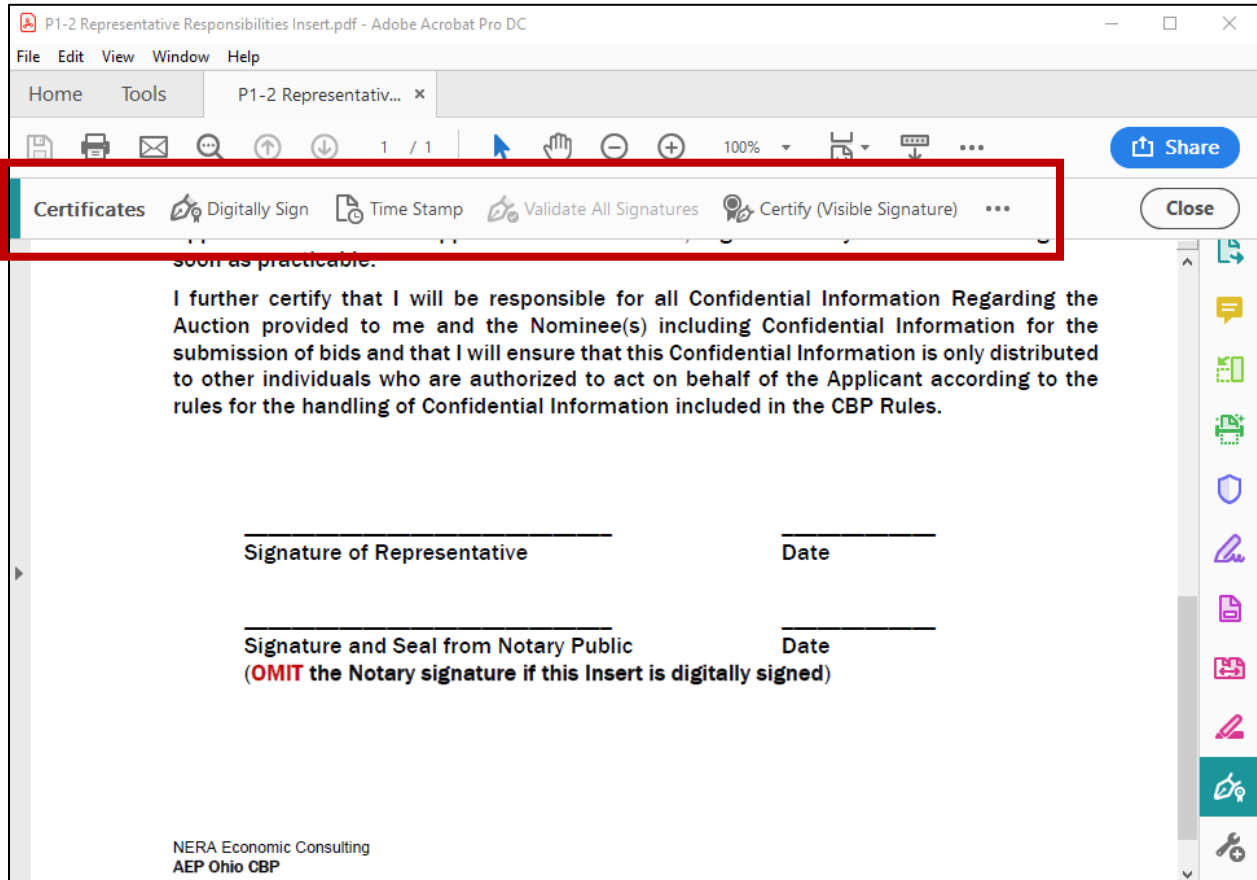 P1-2 Representative Responsibilities Insert.pdf - Adobe Acrobat Pro DC
File Edit View Window Help
Home Tools P1-2 Representativ... ×
1 / 1 100% Share
Certificates Digitally Sign Time Stamp Validate All Signatures Certify (Visible Signature) Close
soon as practicable.
I further certify that I will be responsible for all Confidential Information Regarding the
Auction provided to me and the Nominee(s) including Confidential Information for the
submission of bids and that I will ensure that this Confidential Information is only distributed
to other individuals who are authorized to act on behalf of the Applicant according to the
rules for the handling of Confidential Information included in the CBP Rules.
Signature of Representative Date
Signature and Seal from Notary Public Date
(OMIT the Notary signature if this Insert is digitally signed)
NERA Economic Consulting
AEP Ohio CBP